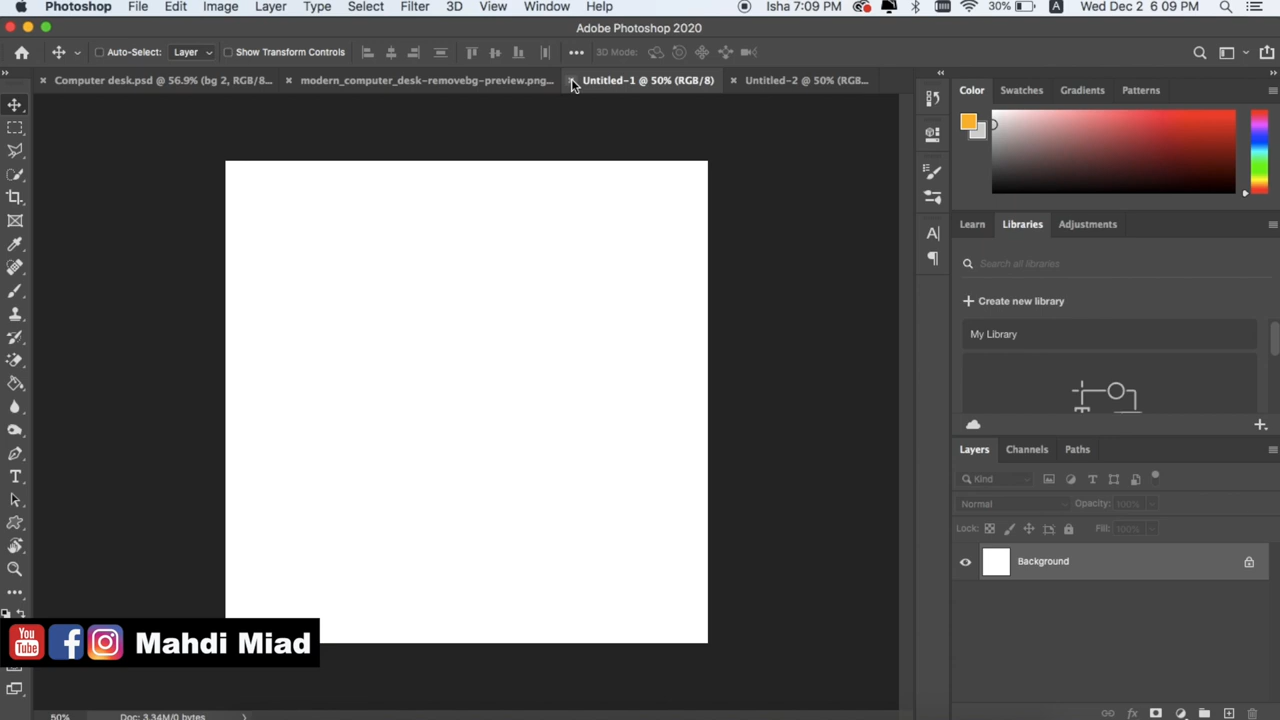 Photoshop File Edit Image Layer Type Select Filter 3D View Window Help Isha 7:09 PM 30% A Wed Dec 2 6:09 PM
Adobe Photoshop 2020
Auto-Select: Layer Show Transform Controls 3D Mode:
Computer desk.psd @ 56.9% (bg 2, RGB/8... modern_computer_desk-removebg-preview.png... Untitled-1 @ 50% (RGB/8) Untitled-2 @ 50% (RGB...
Color Swatches Gradients Patterns
Learn Libraries Adjustments
Search all libraries
Create new library
My Library
Layers Channels Paths
Kind
Normal Opacity: 100%
Lock: Fill: 100%
Background
You
Tube
Mahdi Miad
50% Doc: 3.34M/0 bytes